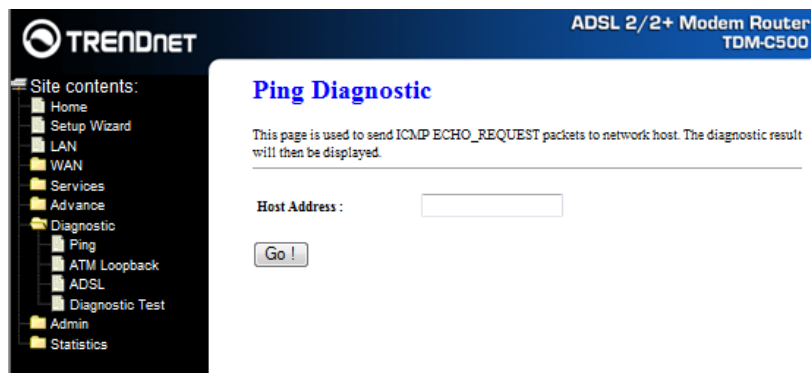 TRENDNET
ADSL 2/2+ Modem Router
TDM-C500
Site contents:
Home
Setup Wizard
LAN
WAN
Services
Advance
Diagnostic
Ping
ATM Loopback
ADSL
Diagnostic Test
Admin
Statistics
Ping Diagnostic
This page is used to send ICMP ECHO_REQUEST packets to network host. The diagnostic result
will then be displayed.
Host Address :
Go !